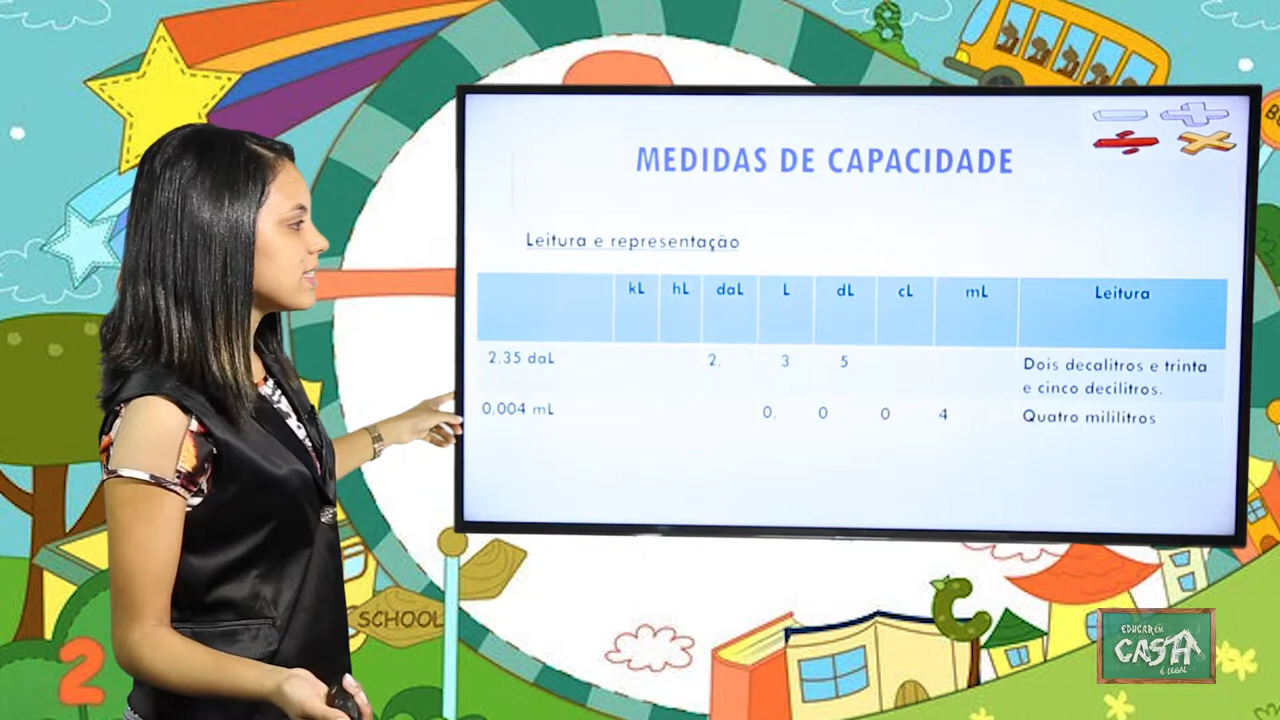 MEDIDAS DE CAPACIDADE
Leitura e representação
kL hL daL L dL cL mL Leitura
2,35 daL 2, 3 5 Dois decalitros e trinta
e cinco decilitros.
0,004 mL 0, 0 0 4 Quatro mililitros
SCHOOL
2
EDUCAR EM
CASA
É LEGAL